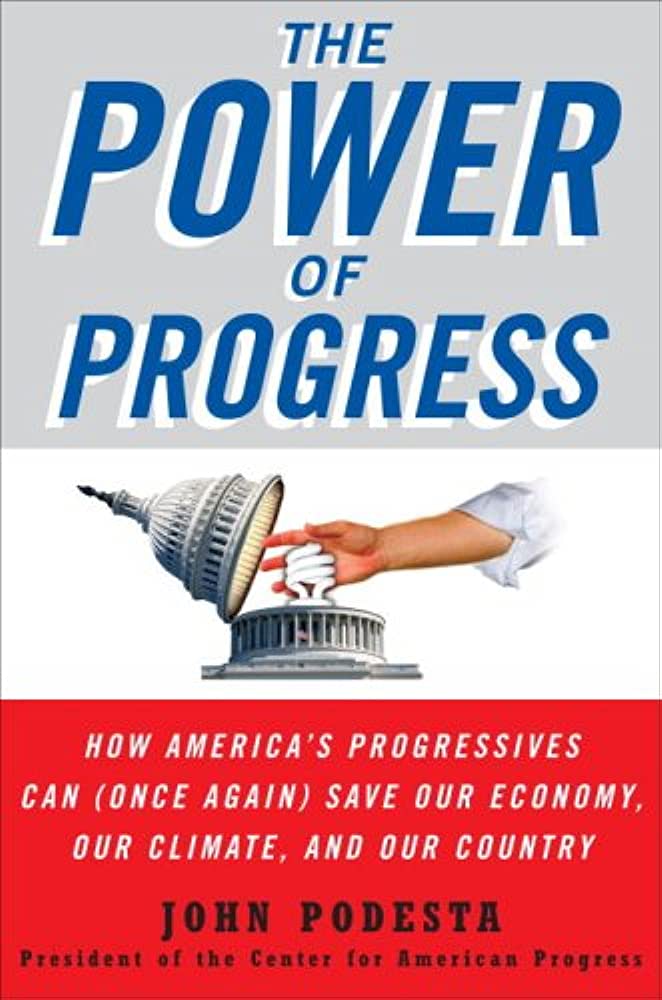 THE
POWER
OF
PROGRESS
HOW AMERICA'S PROGRESSIVES
CAN (ONCE AGAIN) SAVE OUR ECONOMY,
OUR CLIMATE, AND OUR COUNTRY
JOHN PODESTA
President of the Center for American Progress